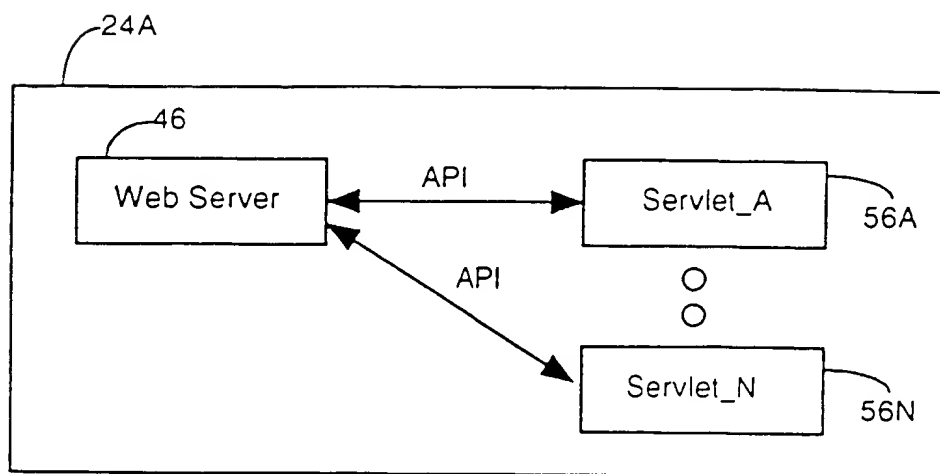 24A
46
Web Server
API
Servlet_A
56A
API
Servlet_N
56N